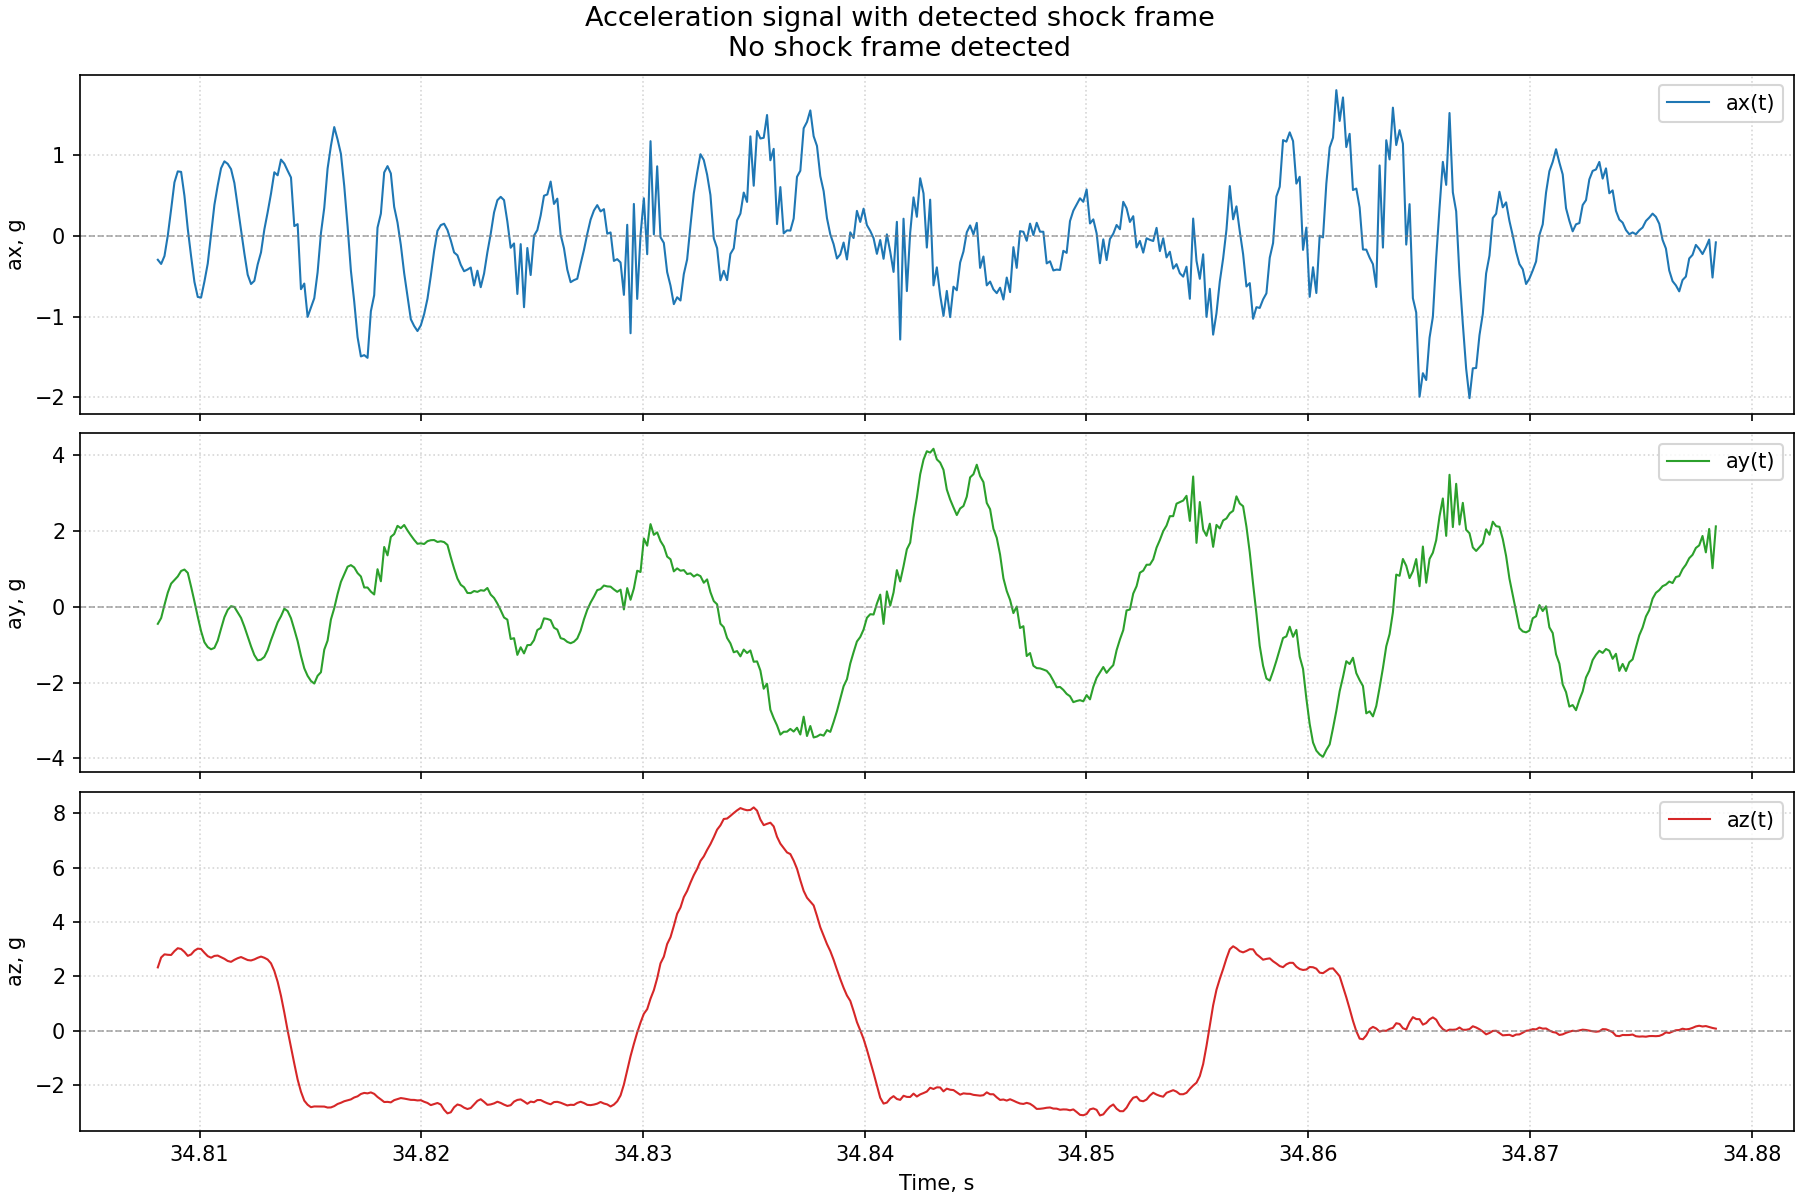 Acceleration signal with detected shock frame
No shock frame detected
ax(t)
ax, g
1
0
−1
−2
ay(t)
ay, g
4
2
0
−2
−4
az(t)
az, g
8
6
4
2
0
−2
34.81 34.82 34.83 34.84 34.85 34.86 34.87 34.88
Time, s